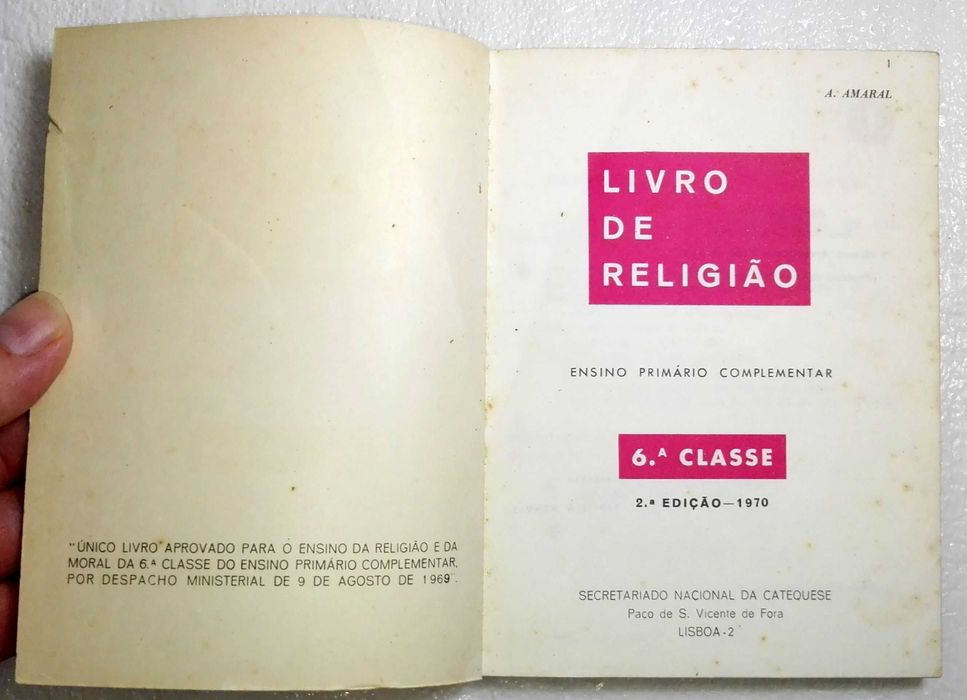 "ÚNICO LIVRO APROVADO PARA O ENSINO DA RELIGIÃO E DA
MORAL DA 6.ª CLASSE DO ENSINO PRIMÁRIO COMPLEMENTAR,
POR DESPACHO MINISTERIAL DE 9 DE AGOSTO DE 1969".
1
A. AMARAL
LIVRO
DE
RELIGIÃO
ENSINO PRIMÁRIO COMPLEMENTAR
6.ª CLASSE
2.ª EDIÇÃO—1970
SECRETARIADO NACIONAL DA CATEQUESE
Paço de S. Vicente de Fora
LISBOA-2